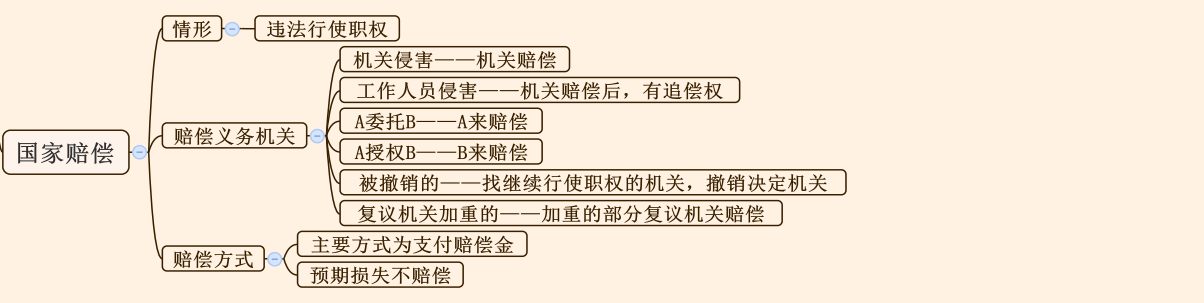 国家赔偿
情形
违法行使职权
赔偿义务机关
机关侵害——机关赔偿
工作人员侵害——机关赔偿后，有追偿权
A委托B——A来赔偿
A授权B——B来赔偿
被撤销的——找继续行使职权的机关，撤销决定机关
复议机关加重的——加重的部分复议机关赔偿
赔偿方式
主要方式为支付赔偿金
预期损失不赔偿